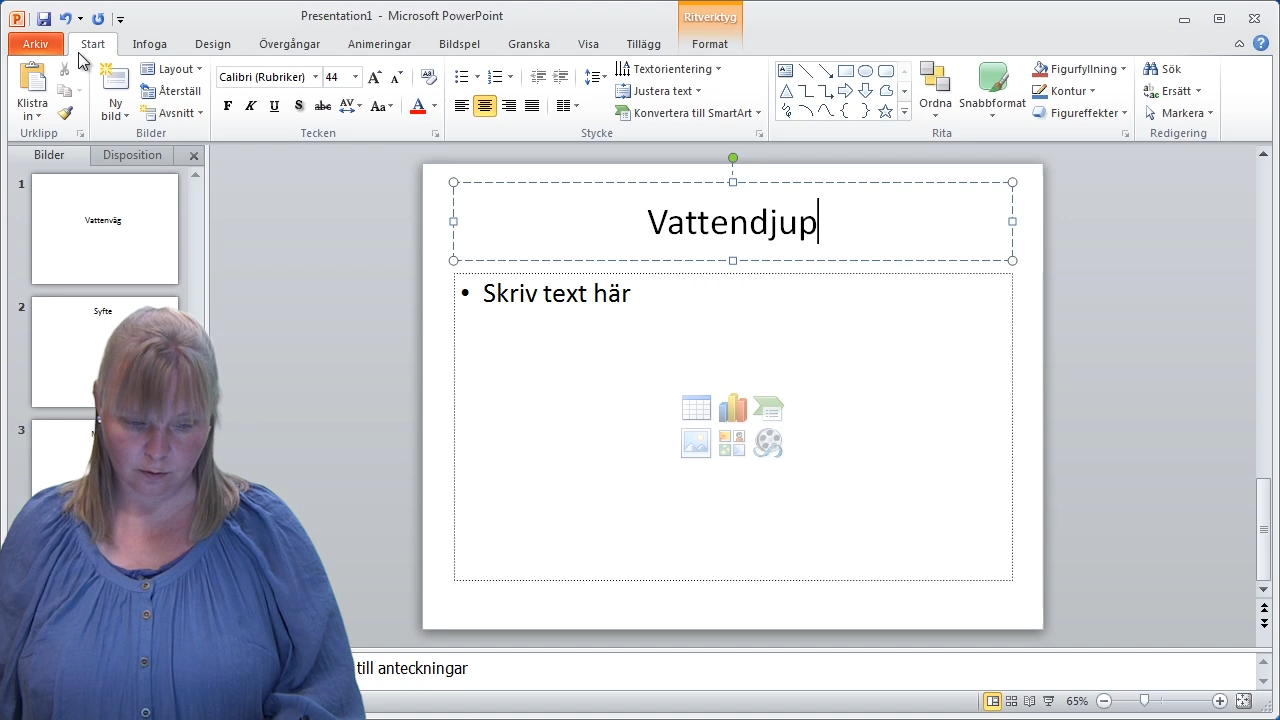 Presentation1 - Microsoft PowerPoint
Ritverktyg
Arkiv Start Infoga Design Övergångar Animeringar Bildspel Granska Visa Tillägg Format
Klistra in
Urklipp
Ny bild
Layout
Återställ
Avsnitt
Bilder
Calibri (Rubriker) 44
F K U S abc AV Aa A
Tecken
Textorientering
Justera text
Konvertera till SmartArt
Stycke
Ordna
Snabbformat
Figurfyllning
Kontur
Figureffekter
Rita
Sök
Ersätt
Markera
Redigering
Bilder Disposition
1
Vattenväg
2
Syfte
3
Vattendjup
• Skriv text här
till anteckningar
65%